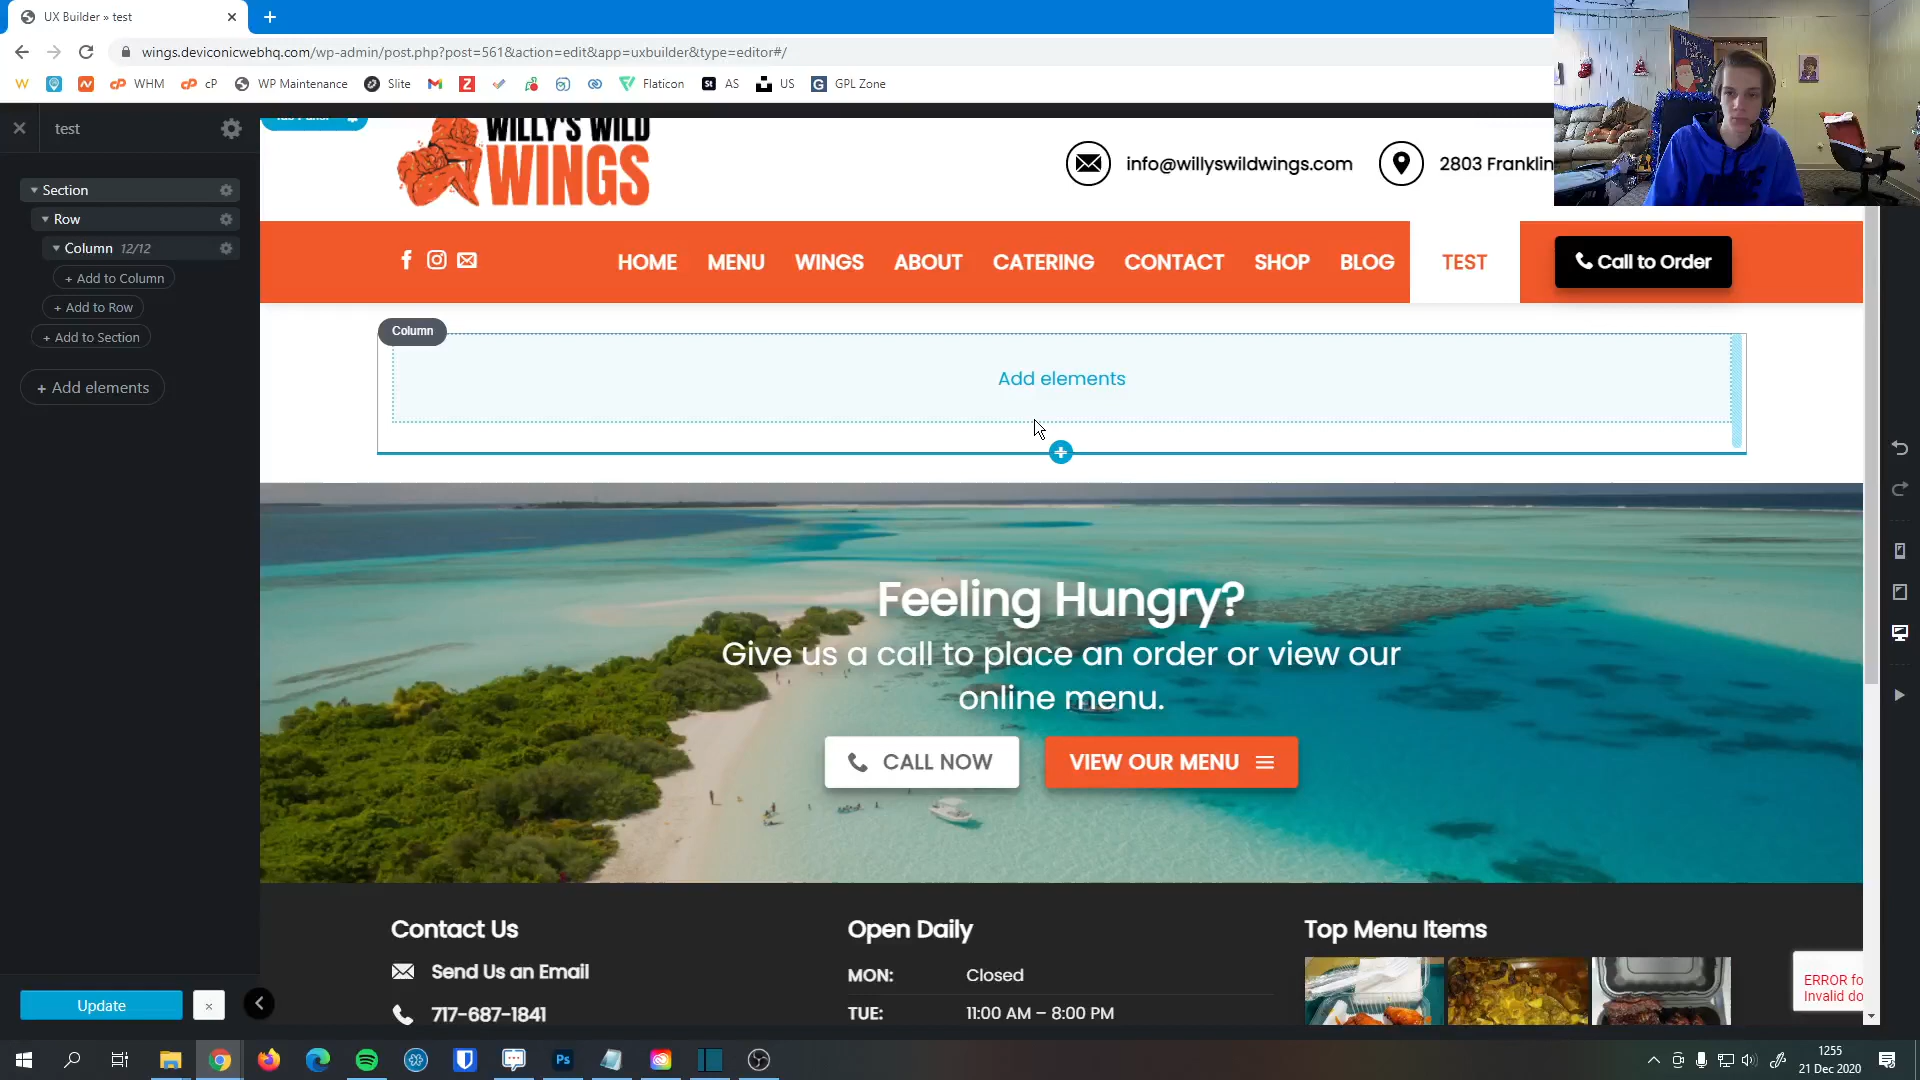 UX Builder » test
wings.deviconicwebhq.com/wp-admin/post.php?post=561&action=edit&app=uxbuilder&type=editor#/
W WHM cP WP Maintenance Slite Z Flaticon St AS US G GPL Zone
test
Section
Row
Column 12/12
+ Add to Column
+ Add to Row
+ Add to Section
+ Add elements
Update
×
WILLY'S WILD
WINGS
info@willyswildwings.com
2803 Franklin
HOME MENU WINGS ABOUT CATERING CONTACT SHOP BLOG TEST
Call to Order
Column
Add elements
Feeling Hungry?
Give us a call to place an order or view our
online menu.
CALL NOW
VIEW OUR MENU
Contact Us
Send Us an Email
717-687-1841
Open Daily
MON: Closed
TUE: 11:00 AM – 8:00 PM
Top Menu Items
ERROR fo
Invalid do
Ps
1255
21 Dec 2020